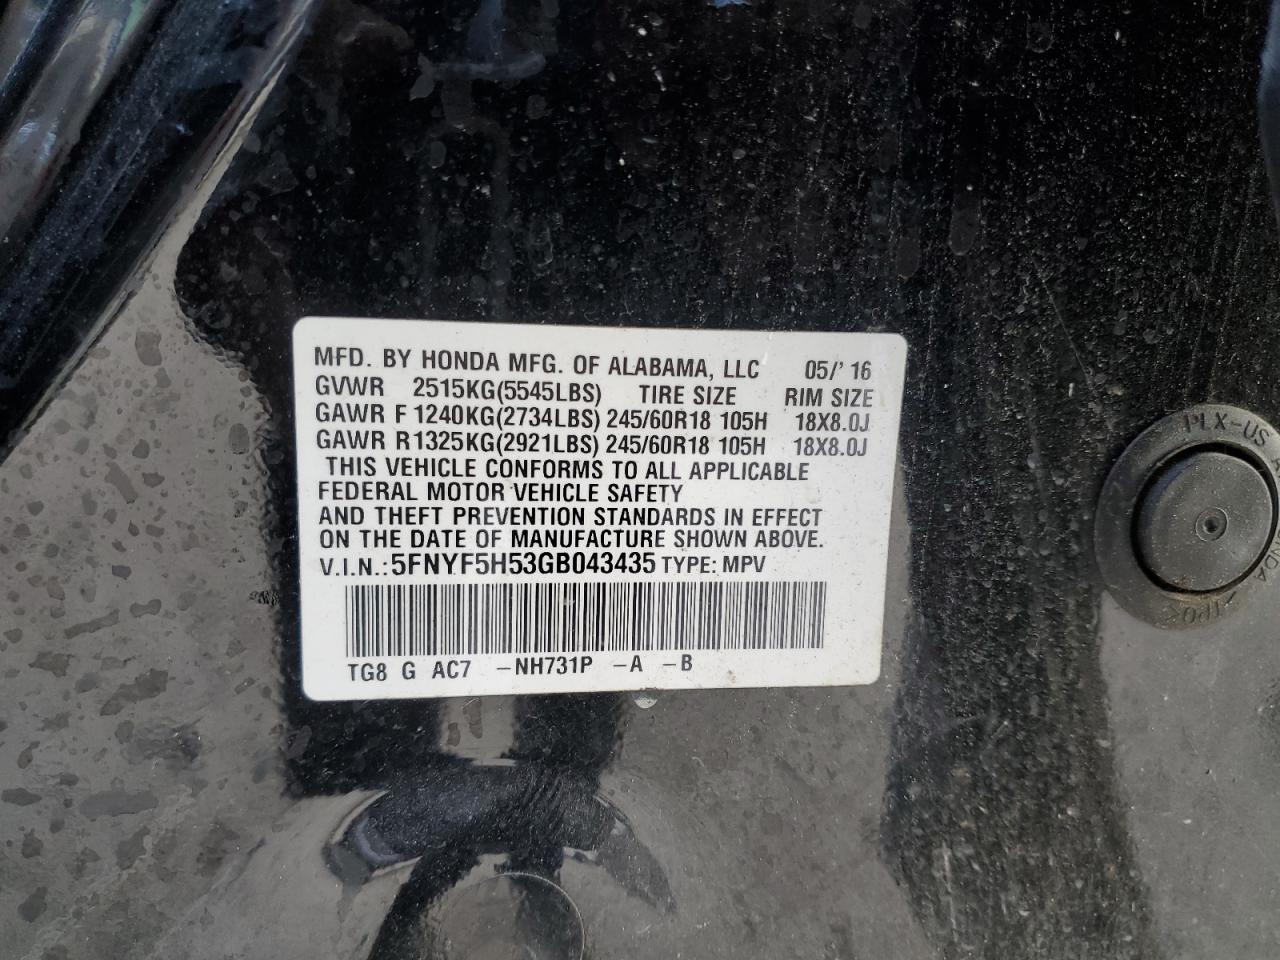 MFD. BY HONDA MFG. OF ALABAMA, LLC 05/' 16
GVWR 2515KG(5545LBS) TIRE SIZE RIM SIZE
GAWR F 1240KG(2734LBS) 245/60R18 105H 18X8.0J
GAWR R1325KG(2921LBS) 245/60R18 105H 18X8.0J
THIS VEHICLE CONFORMS TO ALL APPLICABLE
FEDERAL MOTOR VEHICLE SAFETY
AND THEFT PREVENTION STANDARDS IN EFFECT
ON THE DATE OF MANUFACTURE SHOWN ABOVE.
V.I.N.:5FNYF5H53GB043435 TYPE: MPV
TG8 G AC7 -NH731P -A -B
PLX-US
>TPO<